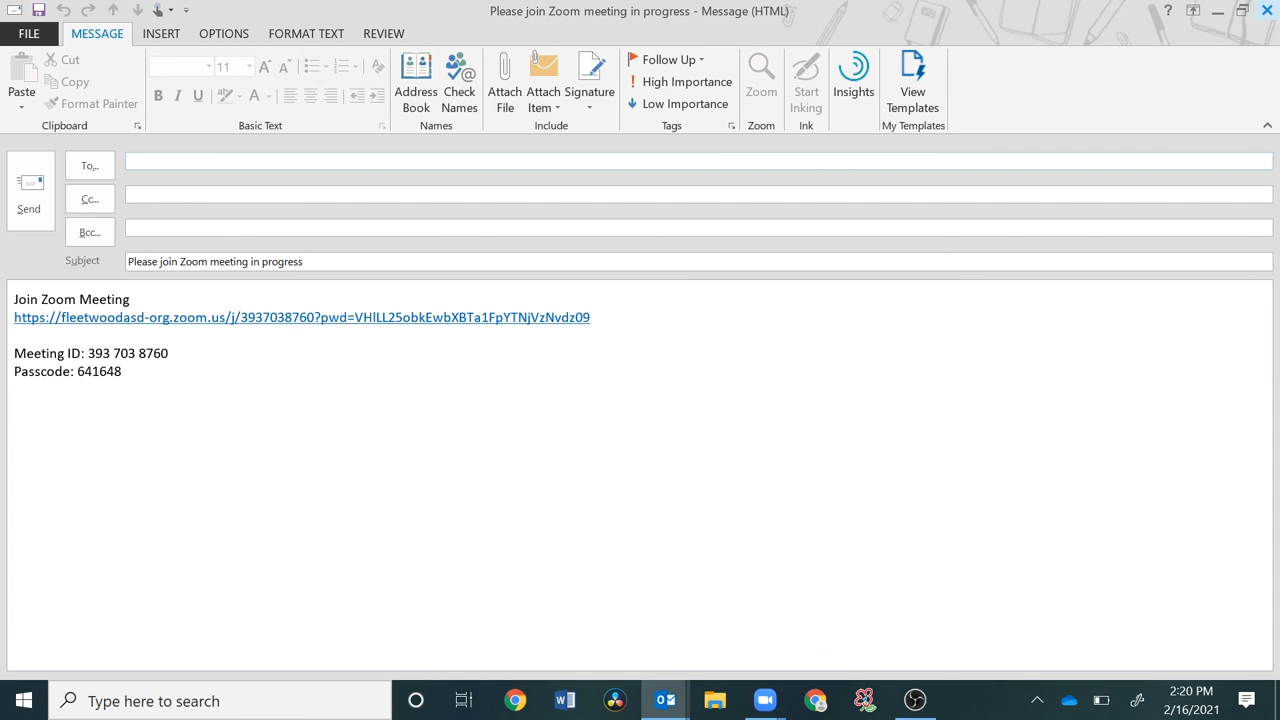 Please join Zoom meeting in progress - Message (HTML)
?
FILE MESSAGE INSERT OPTIONS FORMAT TEXT REVIEW
Paste
Cut
Copy
Format Painter
Clipboard
11
B I U A
Basic Text
Address Book
Check Names
Names
Attach File
Attach Item
Signature
Include
Follow Up
High Importance
Low Importance
Tags
Zoom
Zoom
Start Inking
Ink
Insights
View Templates
My Templates
Send
To...
Cc...
Bcc...
Subject Please join Zoom meeting in progress
Join Zoom Meeting
https://fleetwoodasd-org.zoom.us/j/3937038760?pwd=VHlLL25obkEwbXBTa1FpYTNjVzNvdz09
Meeting ID: 393 703 8760
Passcode: 641648
Type here to search
2:20 PM
2/16/2021